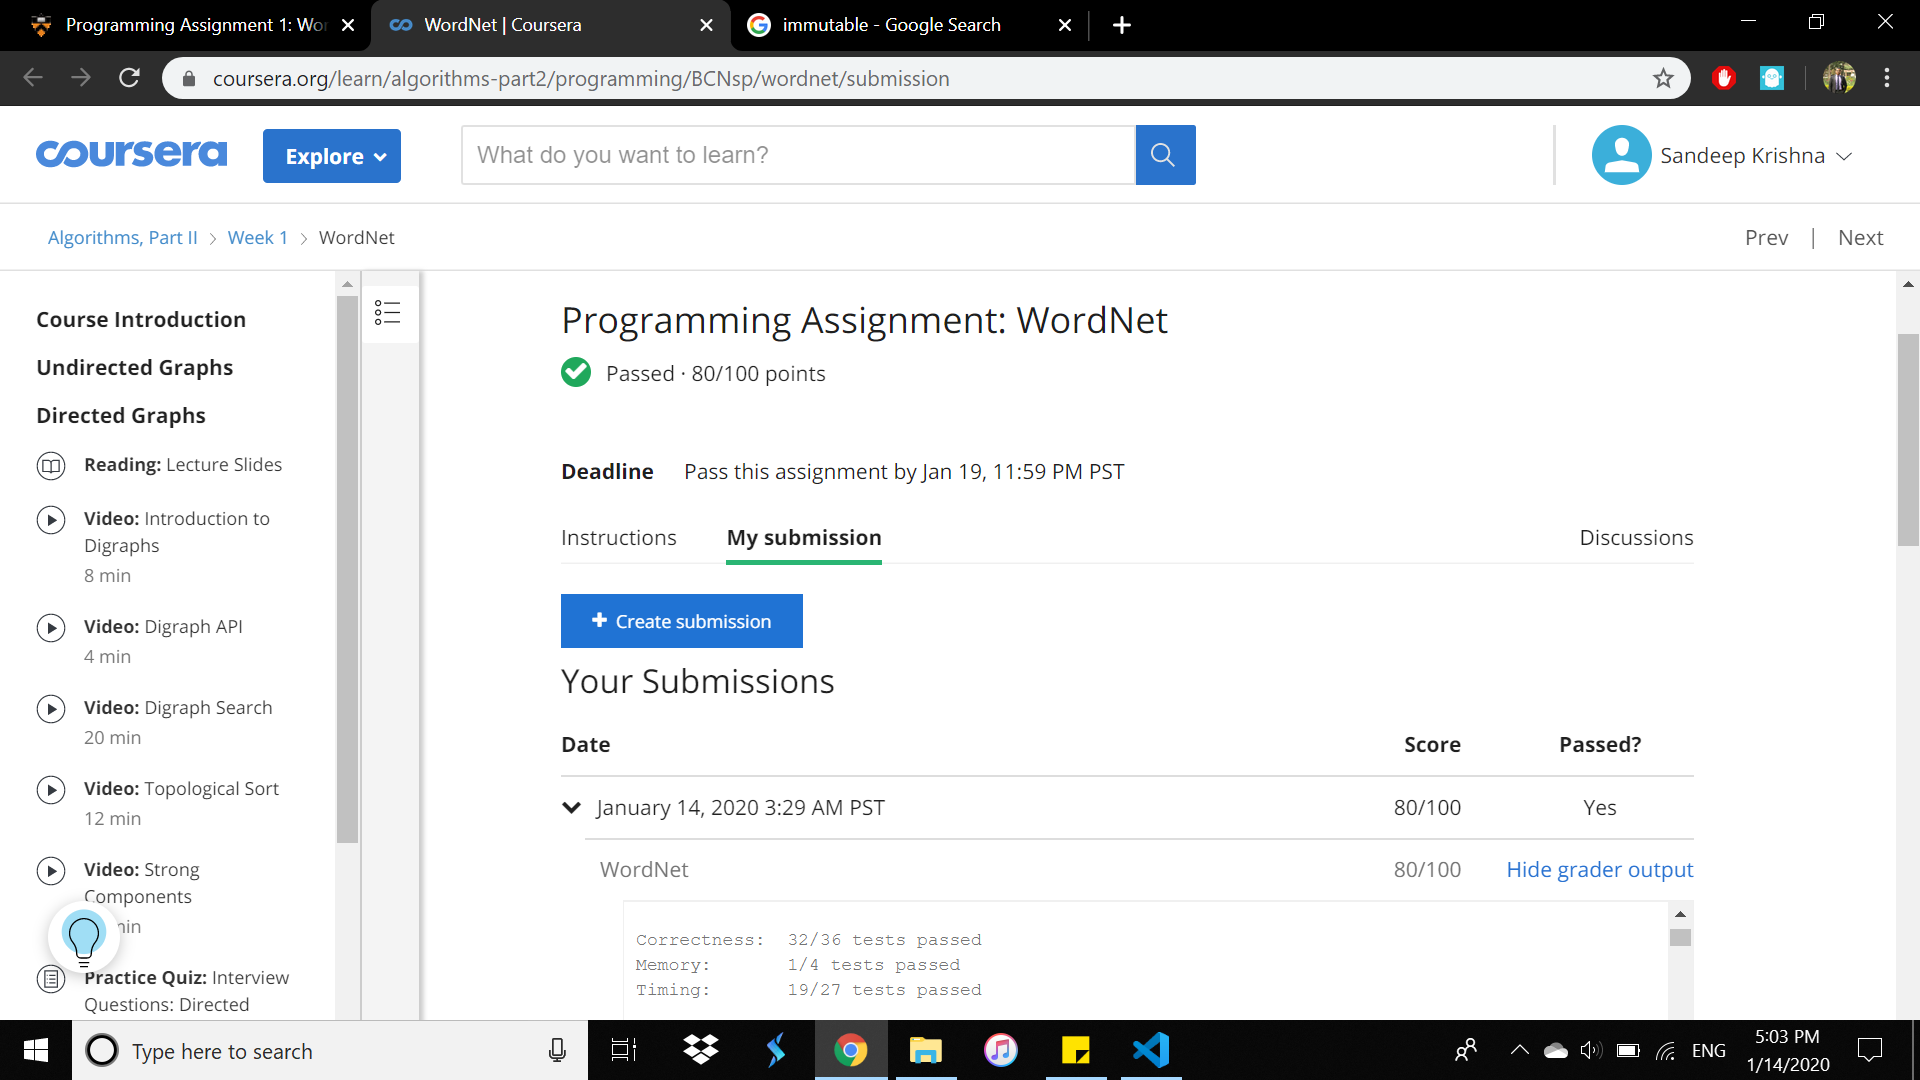 Programming Assignment 1: Wor
WordNet | Coursera
immutable - Google Search
coursera.org/learn/algorithms-part2/programming/BCNsp/wordnet/submission
coursera
Explore
What do you want to learn?
Sandeep Krishna
Algorithms, Part II > Week 1 > WordNet
Prev | Next
Course Introduction
Undirected Graphs
Directed Graphs
Reading: Lecture Slides
Video: Introduction to
Digraphs
8 min
Video: Digraph API
4 min
Video: Digraph Search
20 min
Video: Topological Sort
12 min
Video: Strong
Components
min
Practice Quiz: Interview
Questions: Directed
Programming Assignment: WordNet
Passed · 80/100 points
Deadline Pass this assignment by Jan 19, 11:59 PM PST
Instructions My submission Discussions
+ Create submission
Your Submissions
Date Score Passed?
January 14, 2020 3:29 AM PST 80/100 Yes
WordNet 80/100 Hide grader output
Correctness: 32/36 tests passed
Memory: 1/4 tests passed
Timing: 19/27 tests passed
Type here to search
ENG
5:03 PM
1/14/2020